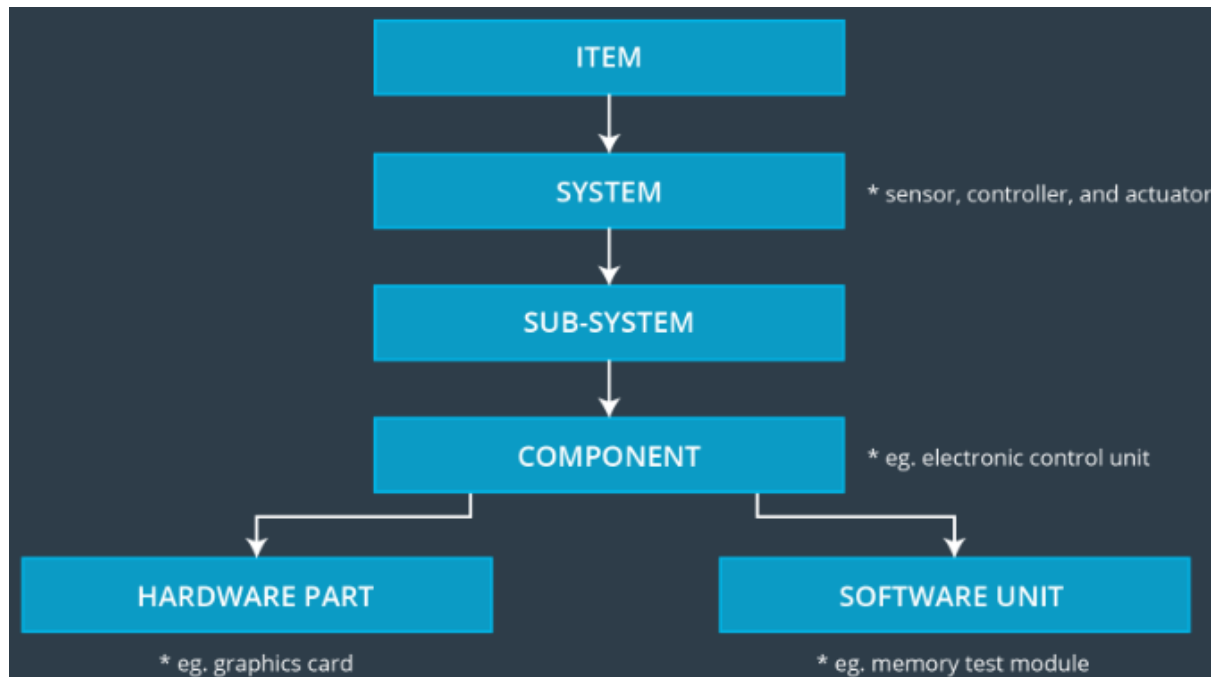 ITEM
SYSTEM
* sensor, controller, and actuator
SUB-SYSTEM
COMPONENT
* eg. electronic control unit
HARDWARE PART
SOFTWARE UNIT
* eg. graphics card
* eg. memory test module